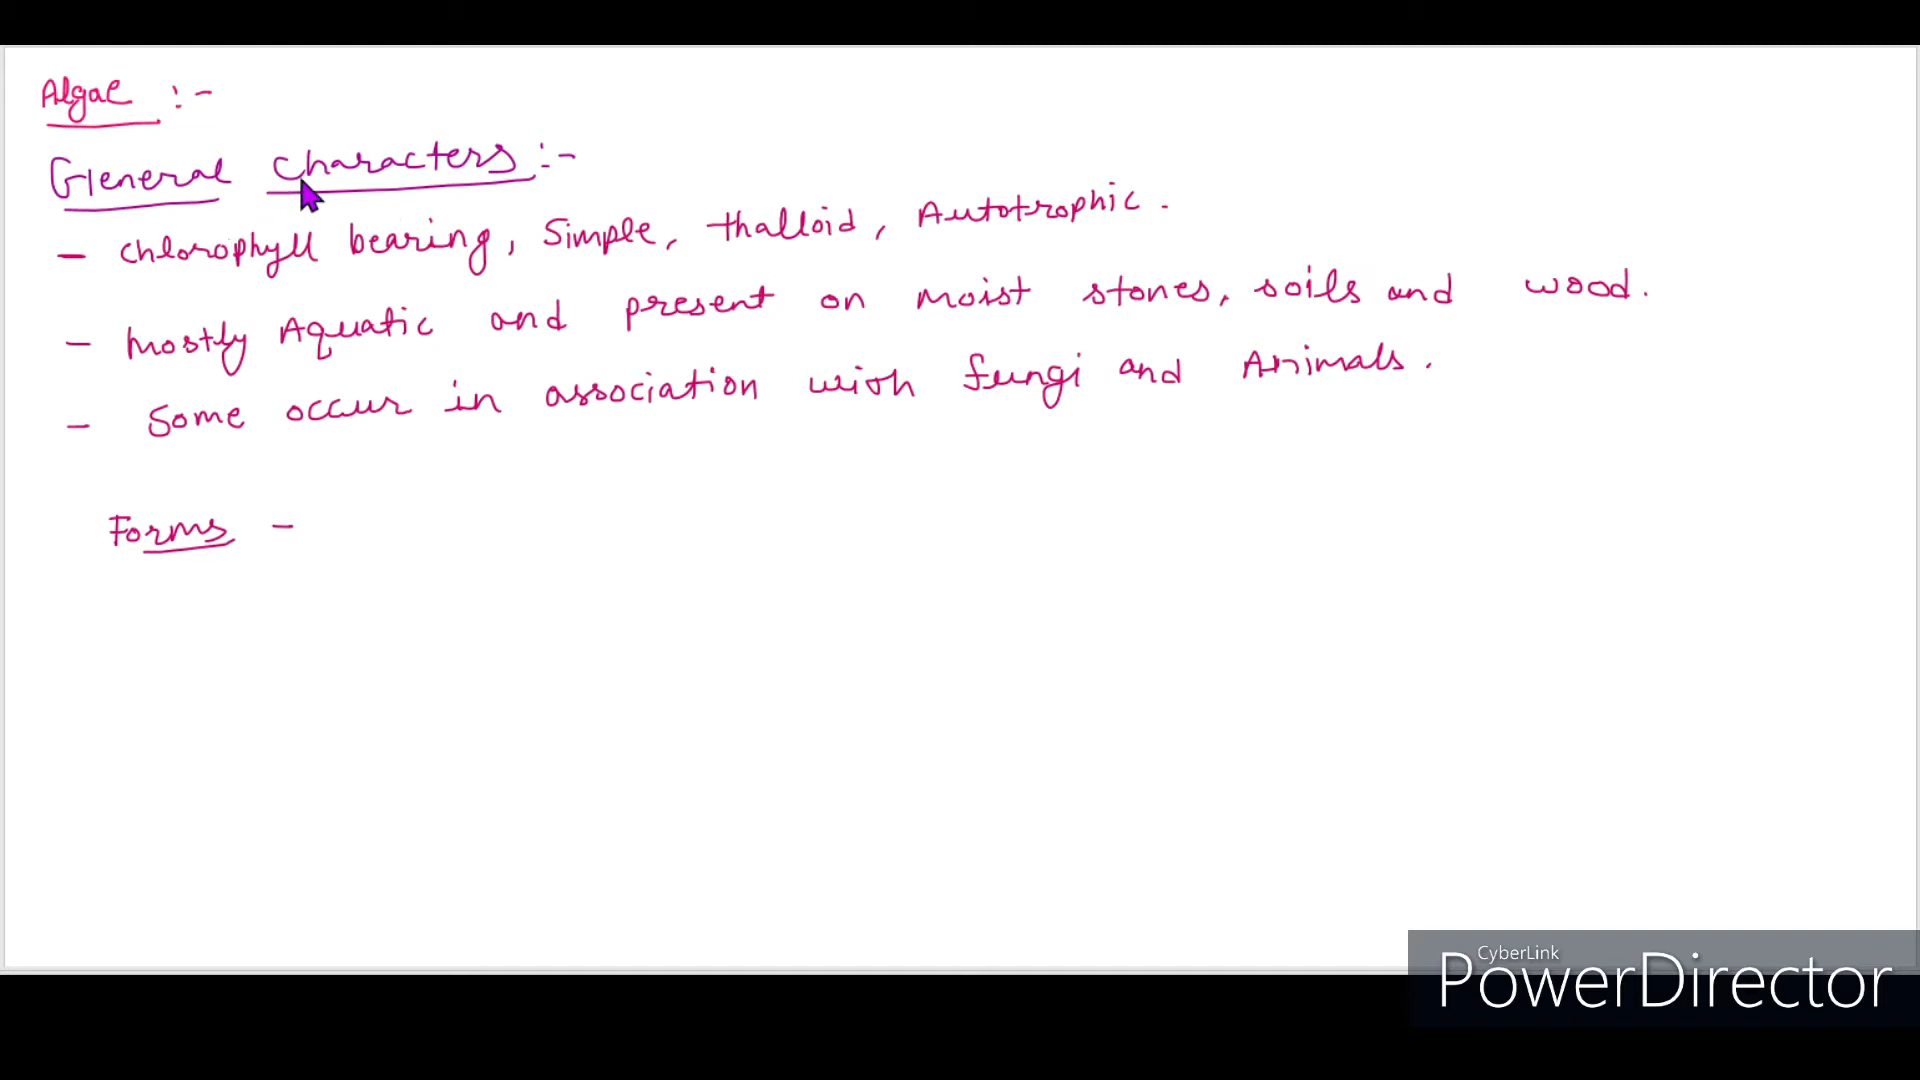 Algae :-
General Characters :-
- Chlorophyll bearing, Simple, thalloid, Autotrophic.
- mostly Aquatic and present on moist stones, soils and wood.
- Some occur in association with fungi and Animals.
Forms -
CyberLink
PowerDirector